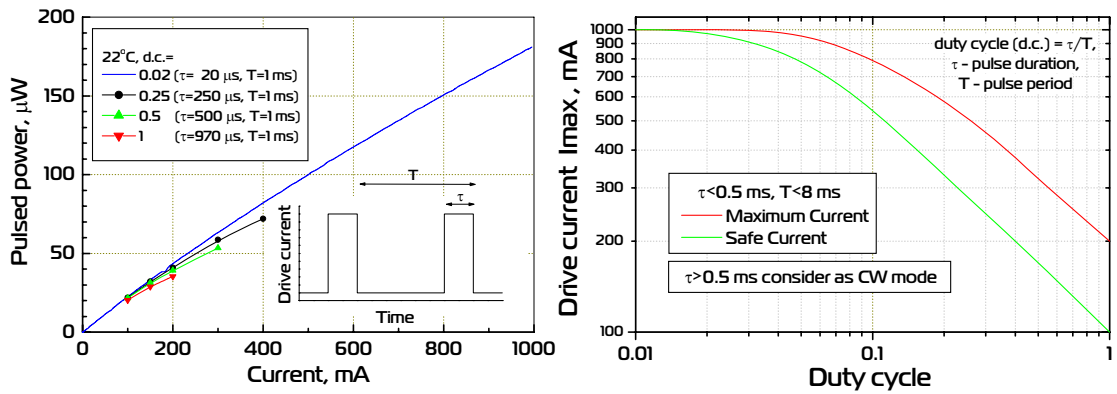 200
150
100
50
0
Pulsed power, μW
22°C, d.c.=
0.02 (τ= 20 μs, T=1 ms)
0.25 (τ=250 μs, T=1 ms)
0.5 (τ=500 μs, T=1 ms)
1 (τ=970 μs, T=1 ms)
T
τ
Drive current
Time
0 200 400 600 800 1000
Current, mA
1000
900
800
700
600
500
400
300
200
100
Drive current Imax, mA
duty cycle (d.c.) = τ/T,
τ - pulse duration,
T - pulse period
τ<0.5 ms, T<8 ms
Maximum Current
Safe Current
τ>0.5 ms consider as CW mode
0.01 0.1 1
Duty cycle